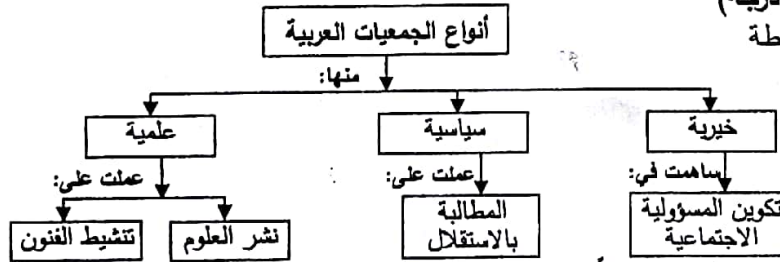 أنواع الجمعيات العربية
منها:
خيرية
سياسية
علمية
ساهمت في:
عملت على:
عملت على:
تكوين المسؤولية
الاجتماعية
المطالبة
بالاستقلال
نشر العلوم
تنشيط الفنون